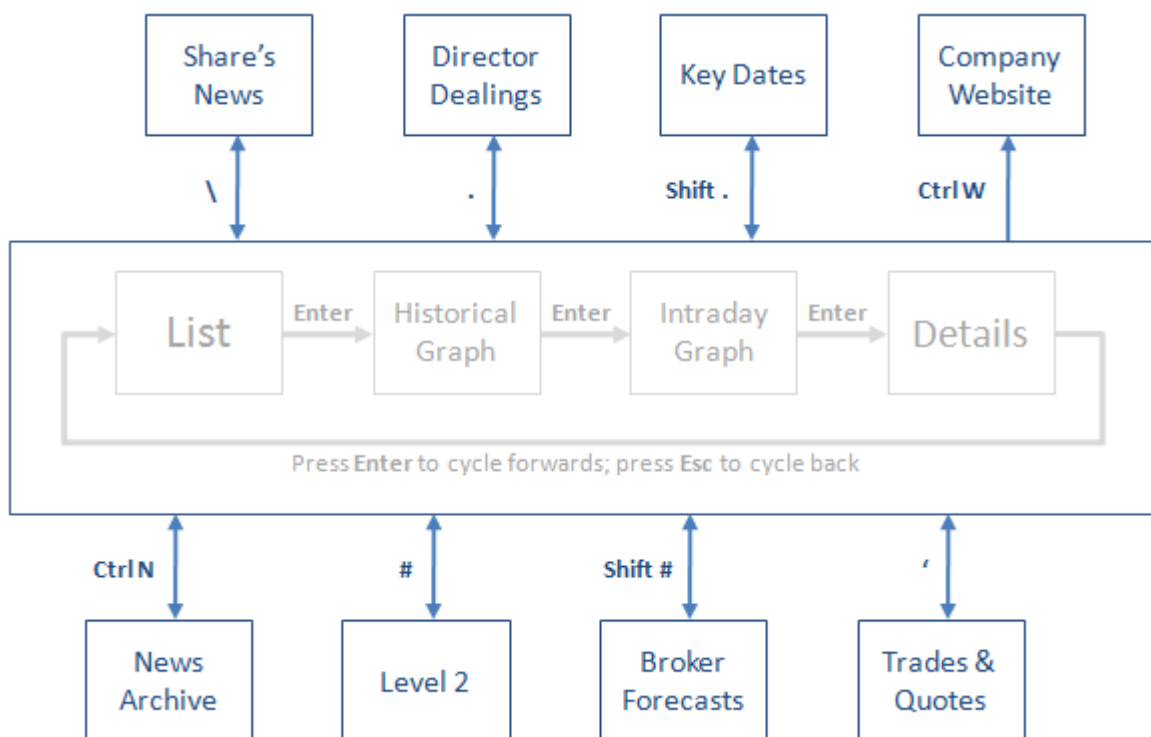 Share's
News
Director
Dealings
Key Dates
Company
Website
\
.
Shift .
Ctrl W
List
Enter
Historical
Graph
Enter
Intraday
Graph
Enter
Details
Press Enter to cycle forwards; press Esc to cycle back
Ctrl N
#
Shift #
‘
News
Archive
Level 2
Broker
Forecasts
Trades &
Quotes